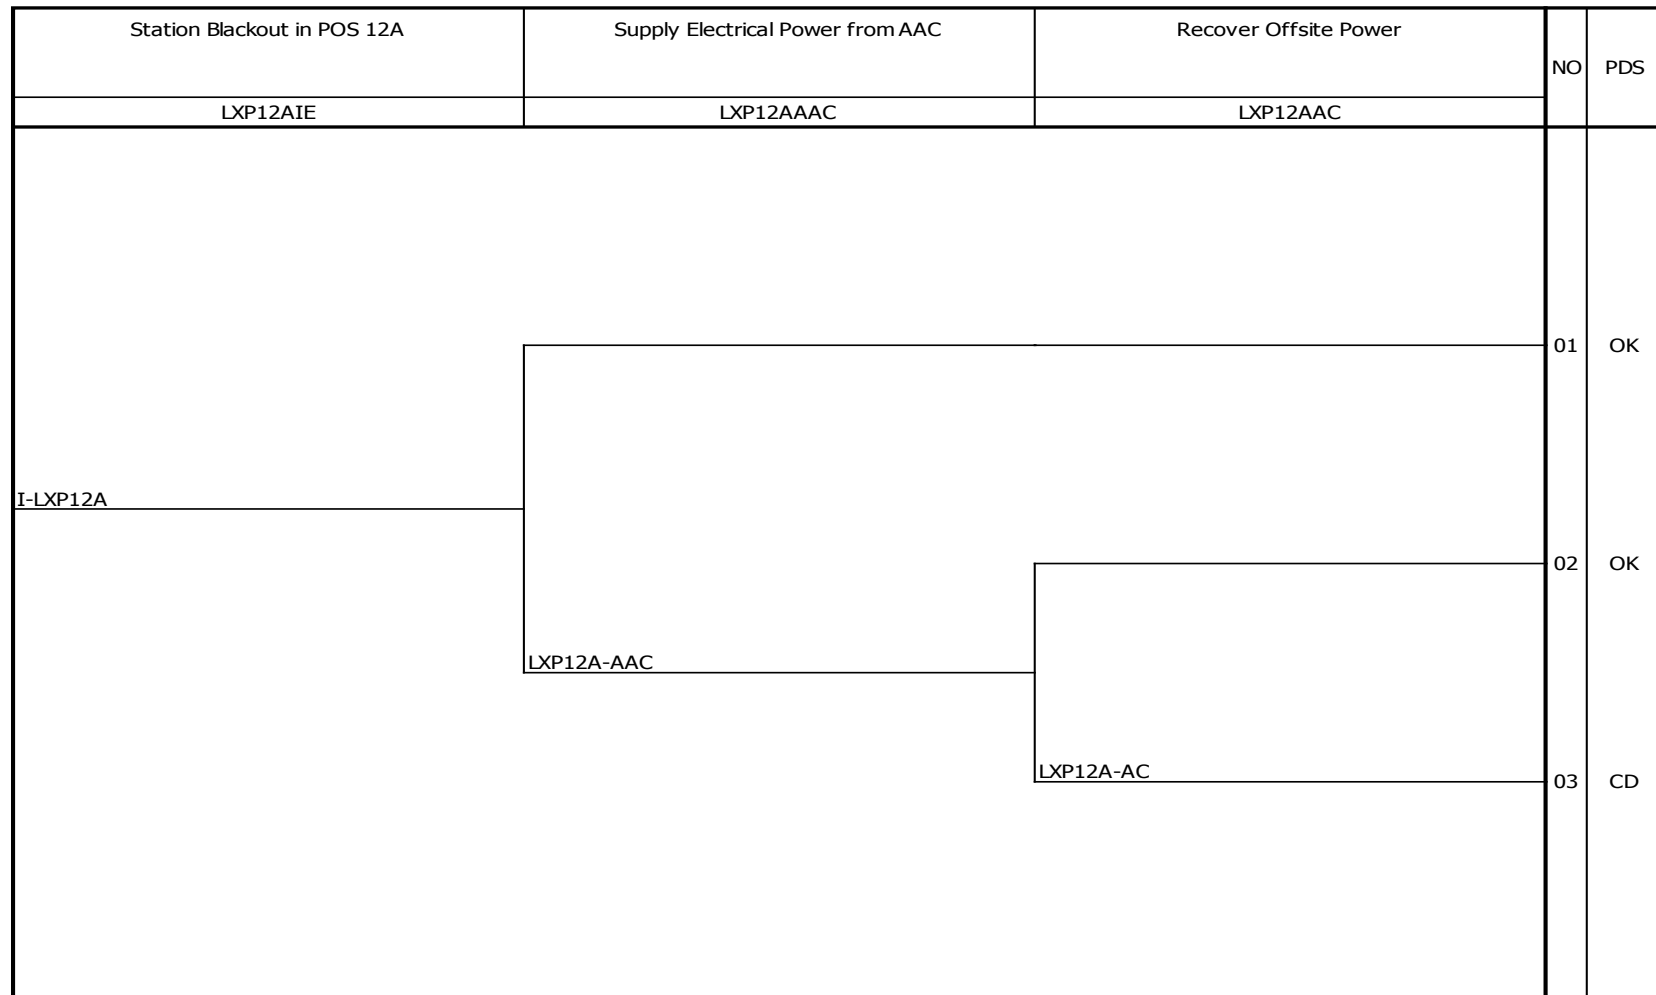 Station Blackout in POS 12A
Supply Electrical Power from AAC
Recover Offsite Power
NO
PDS
LXP12AIE
LXP12AAAC
LXP12AAC
01
OK
I-LXP12A
02
OK
LXP12A-AAC
LXP12A-AC
03
CD